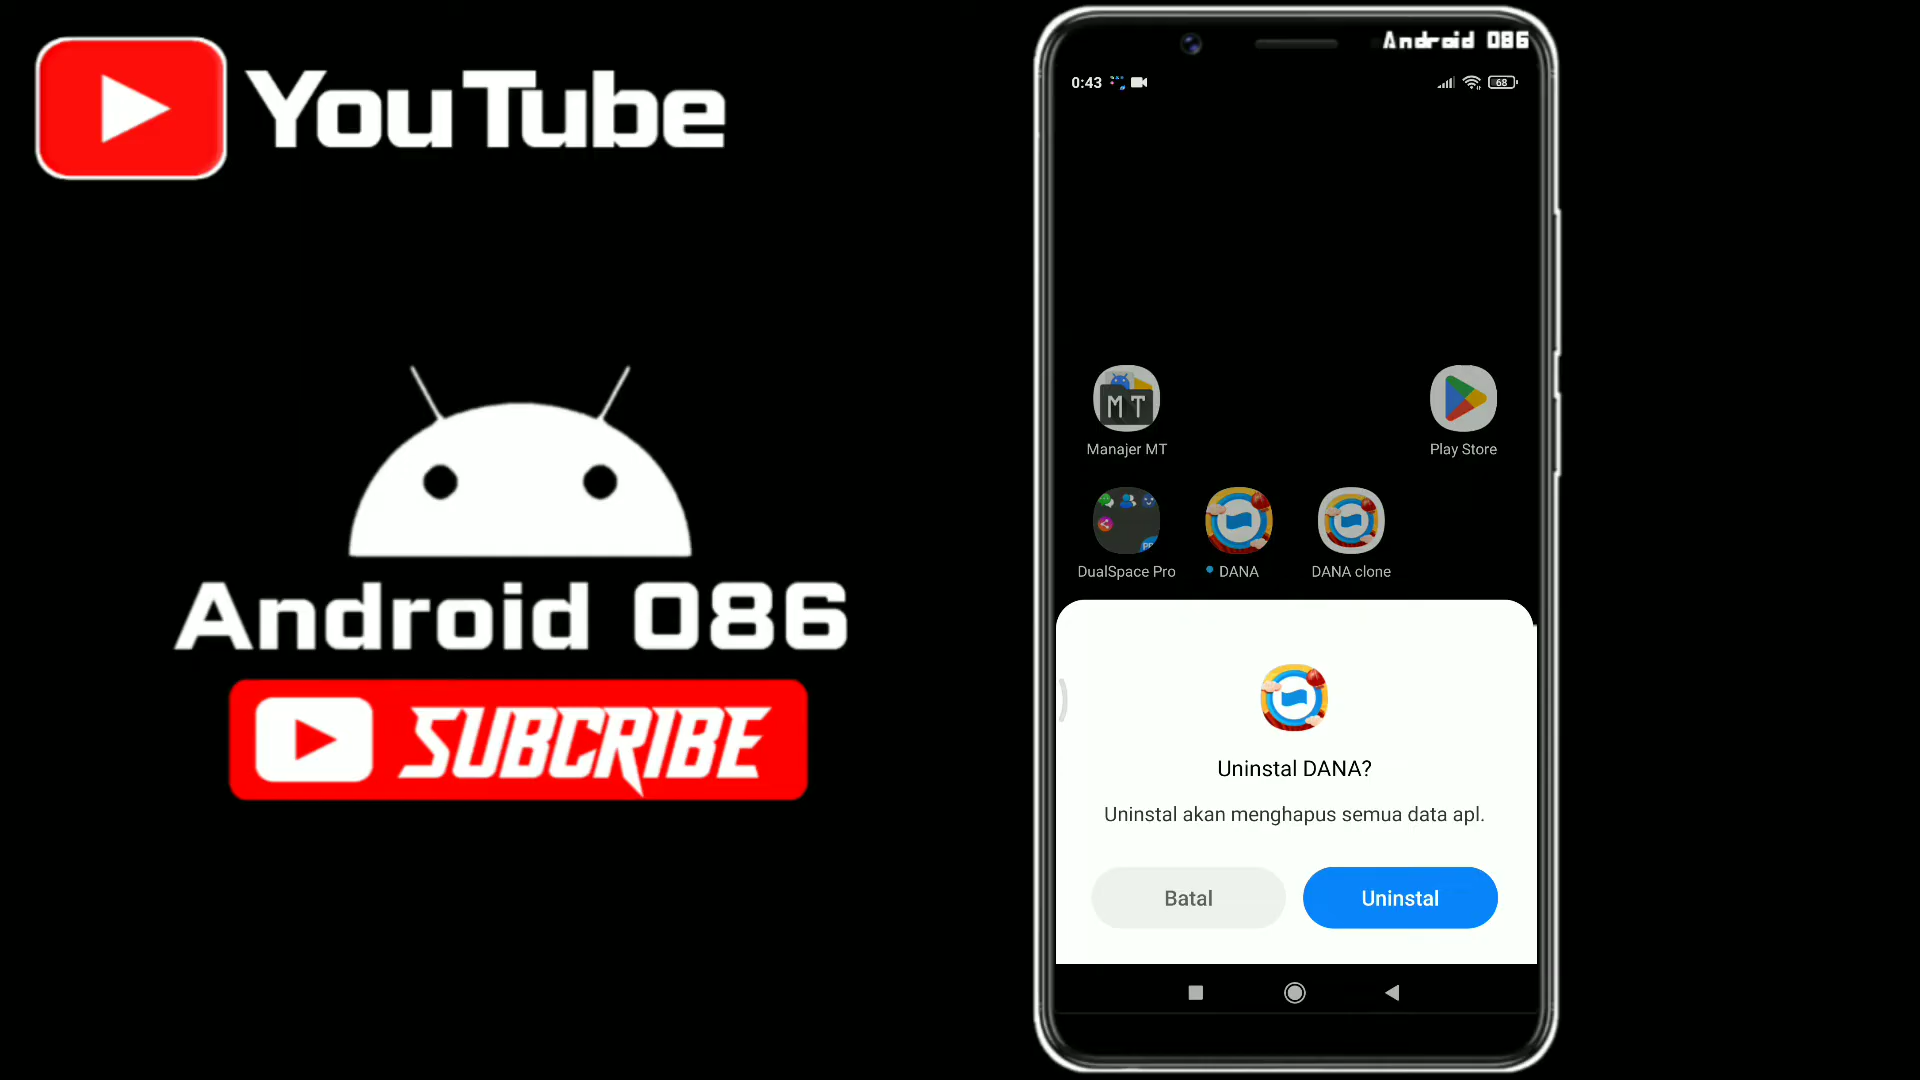 YouTube
Android 086
SUBCRIBE
Android 086
0:43
68
MT
Manajer MT
Play Store
DualSpace Pro
DANA
DANA clone
Uninstal DANA?
Uninstal akan menghapus semua data apl.
Batal
Uninstal